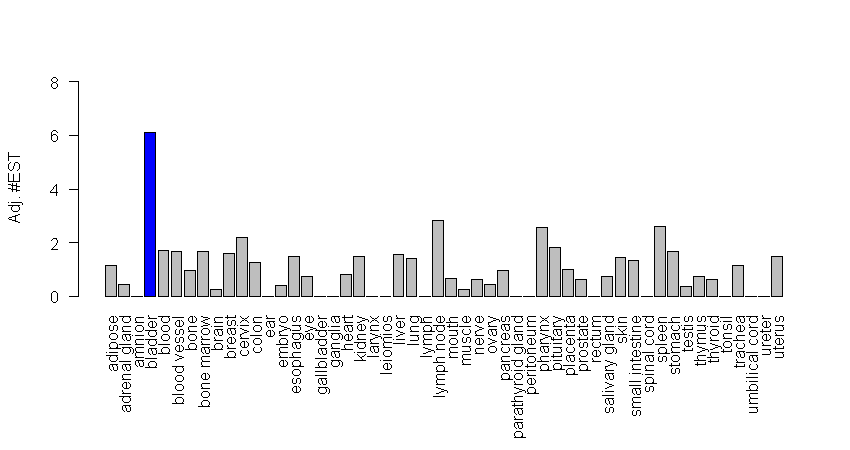 Adj. #EST
8
6
4
2
0
adipose
adrenal gland
amnion
bladder
blood
blood vessel
bone
bone marrow
brain
breast
cervix
colon
ear
embryo
esophagus
eye
gallbladder
ganglia
heart
kidney
larynx
leiomios
liver
lung
lymph
lymph node
mouth
muscle
nerve
ovary
pancreas
parathyroid gland
peritoneum
pharynx
pituitary
placenta
prostate
rectum
salivary gland
skin
small intestine
spinal cord
spleen
stomach
testis
thymus
thyroid
tonsil
trachea
umbilical cord
ureter
uterus